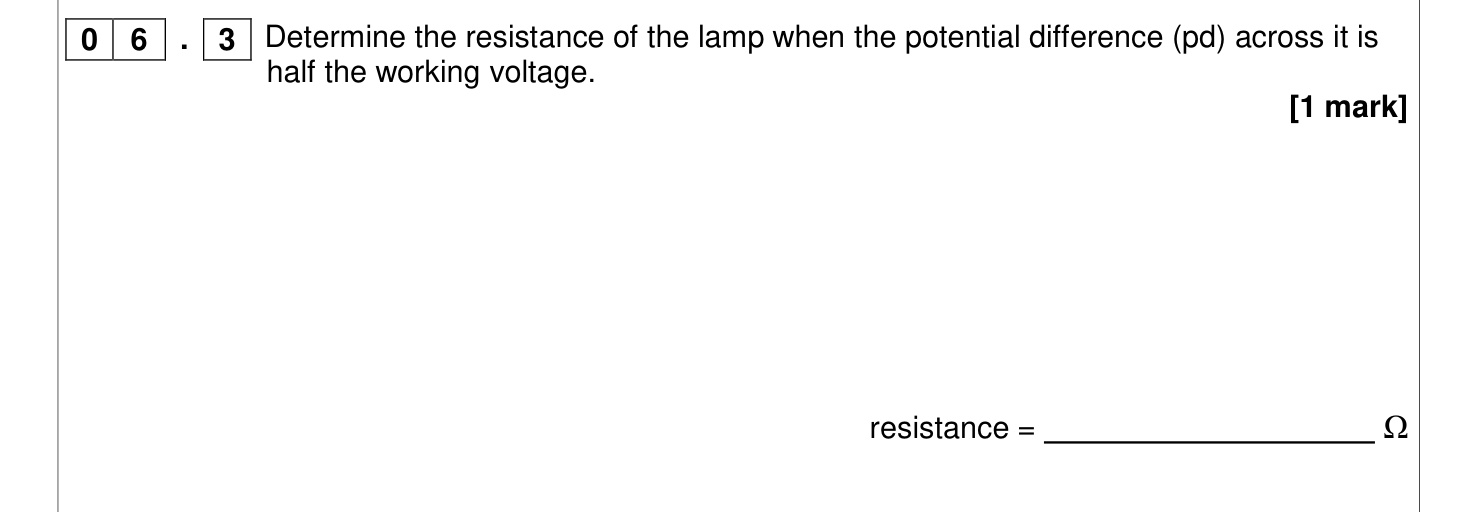 0 6 . 3 Determine the resistance of the lamp when the potential difference (pd) across it is
half the working voltage.
[1 mark]
resistance = ____________________ Ω